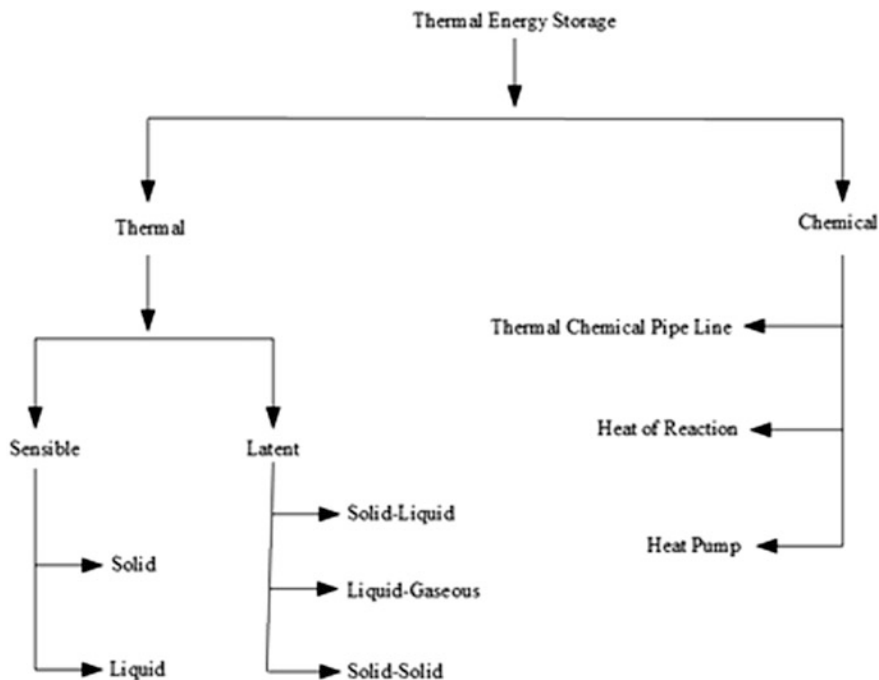 Thermal Energy Storage
Thermal
Chemical
Thermal Chemical Pipe Line
Heat of Reaction
Heat Pump
Sensible
Latent
Solid
Liquid
Solid-Liquid
Liquid-Gaseous
Solid-Solid